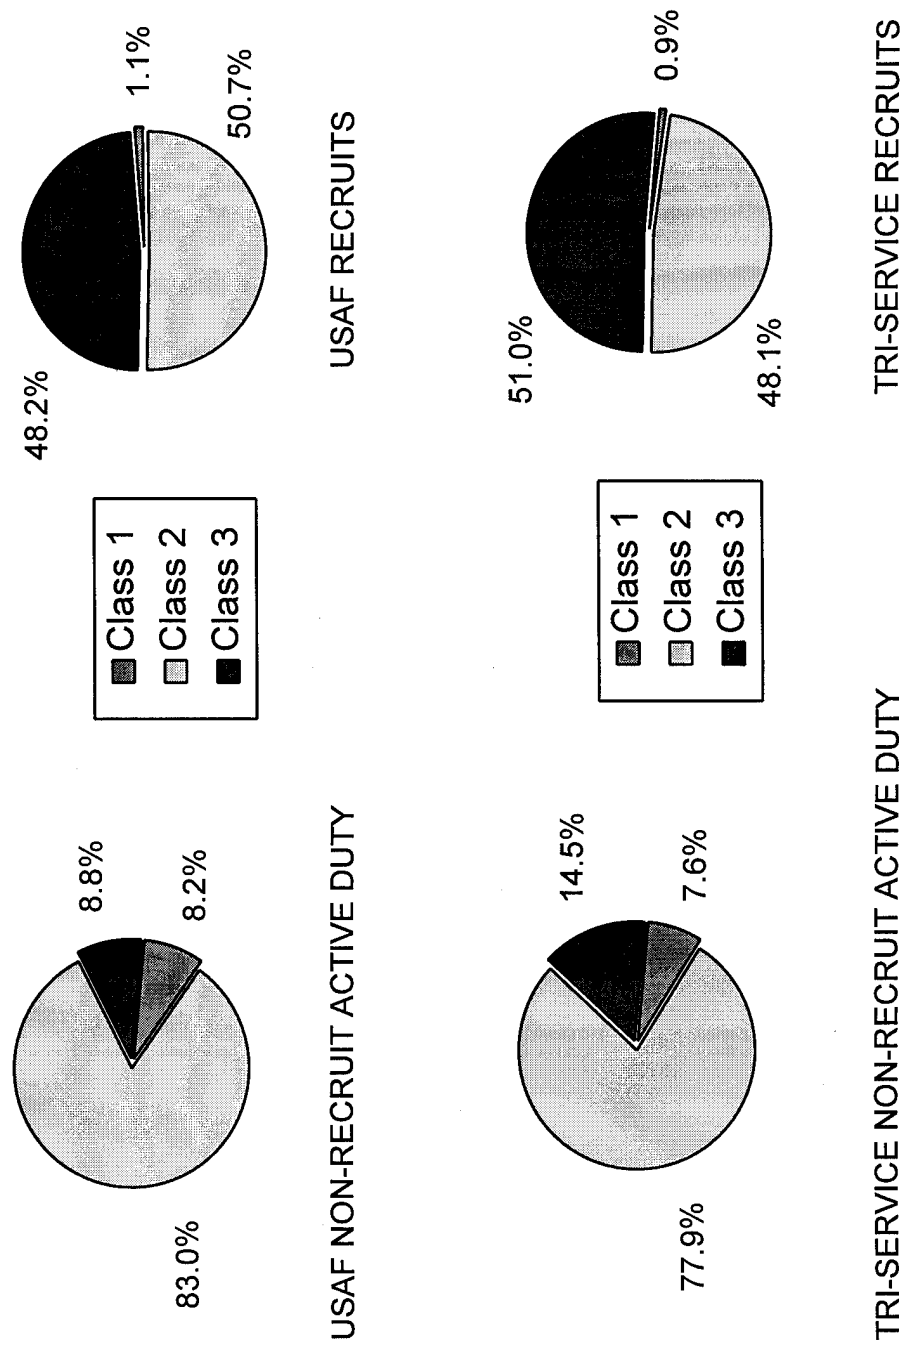 83.0%
8.8%
8.2%
USAF NON-RECRUIT ACTIVE DUTY
Class 1
Class 2
Class 3
48.2%
1.1%
50.7%
USAF RECRUITS
77.9%
14.5%
7.6%
TRI-SERVICE NON-RECRUIT ACTIVE DUTY
Class 1
Class 2
Class 3
51.0%
0.9%
48.1%
TRI-SERVICE RECRUITS